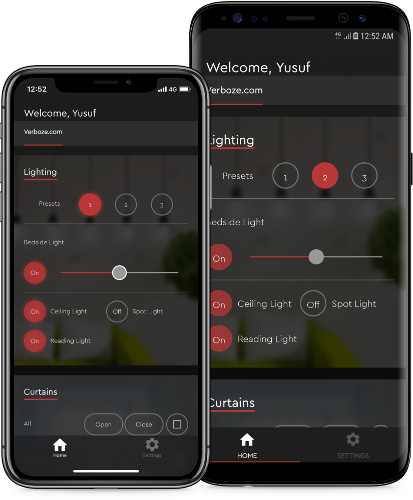 12:52
4G
Welcome, Yusuf
Verboze.com
Lighting
Presets 1 2 3
Bedside Light
On
On Ceiling Light Off Spot Light
On Reading Light
Curtains
All Open Close
Home Settings
4G 12:52 AM
Welcome, Yusuf
Verboze.com
Lighting
Presets 1 2 3
Bedside Light
On
On Ceiling Light Off Spot Light
On Reading Light
Curtains
HOME SETTINGS